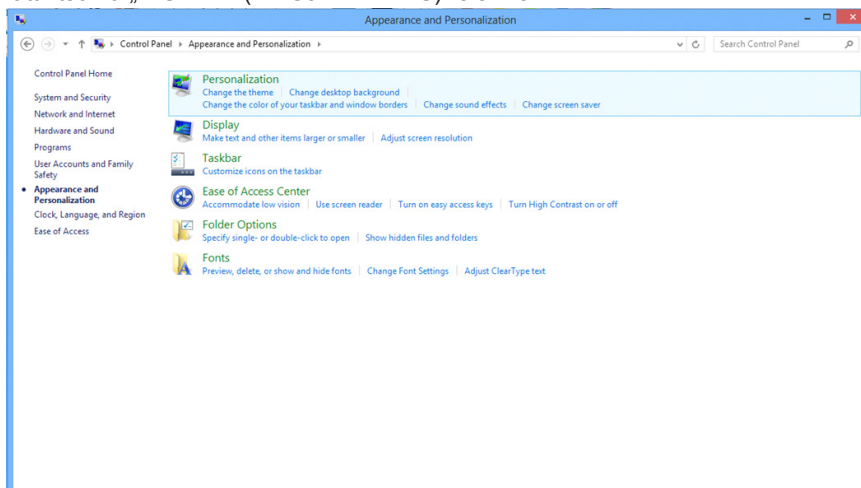 Appearance and Personalization
Control Panel ▸ Appearance and Personalization ▸
Search Control Panel
Control Panel Home
System and Security
Network and Internet
Hardware and Sound
Programs
User Accounts and Family
Safety
Appearance and
Personalization
Clock, Language, and Region
Ease of Access
Personalization
Change the theme | Change desktop background |
Change the color of your taskbar and window borders | Change sound effects | Change screen saver
Display
Make text and other items larger or smaller | Adjust screen resolution
Taskbar
Customize icons on the taskbar
Ease of Access Center
Accommodate low vision | Use screen reader | Turn on easy access keys | Turn High Contrast on or off
Folder Options
Specify single- or double-click to open | Show hidden files and folders
Fonts
Preview, delete, or show and hide fonts | Change Font Settings | Adjust ClearType text